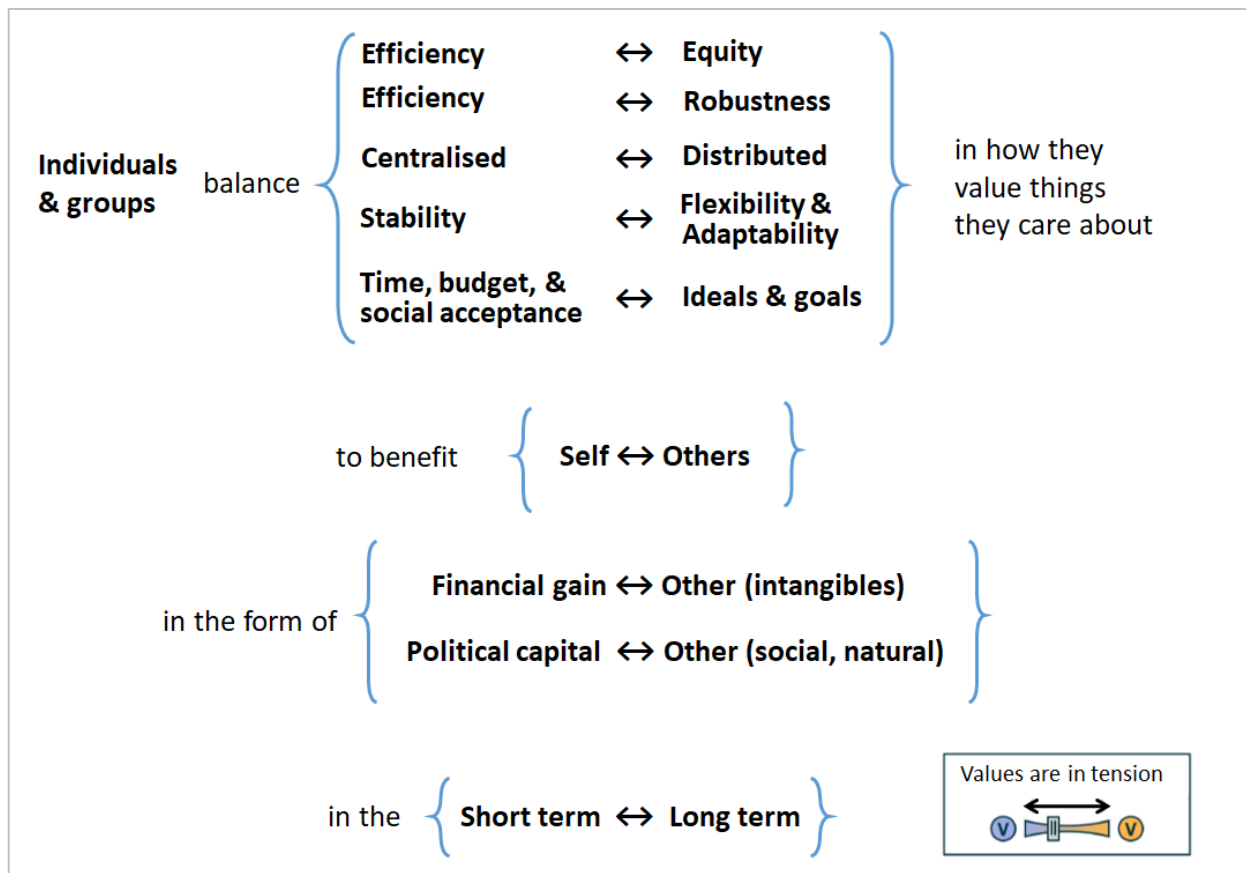 Efficiency ↔ Equity
Efficiency ↔ Robustness
Individuals
& groups
balance
Centralised ↔ Distributed
Stability ↔ Flexibility &
Adaptability
Time, budget, &
social acceptance ↔ Ideals & goals
in how they
value things
they care about
to benefit Self ↔ Others
in the form of
Financial gain ↔ Other (intangibles)
Political capital ↔ Other (social, natural)
in the Short term ↔ Long term
Values are in tension
V V